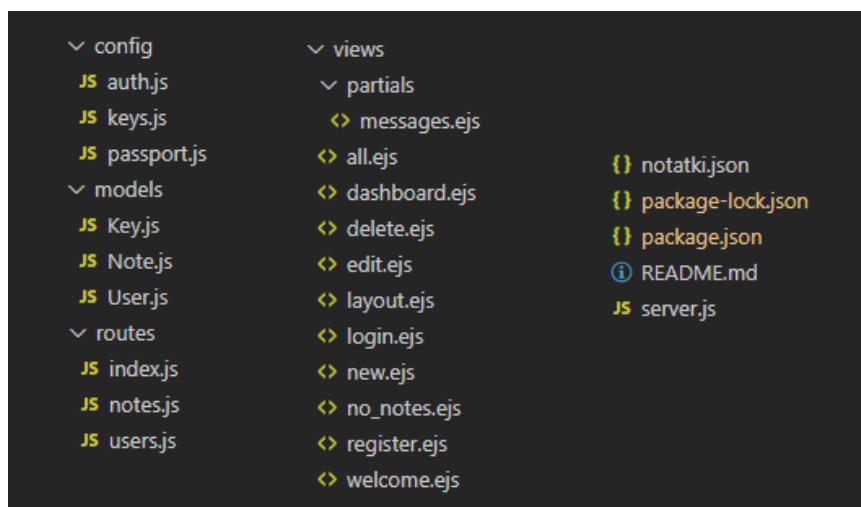 config
JS auth.js
JS keys.js
JS passport.js
models
JS Key.js
JS Note.js
JS User.js
routes
JS index.js
JS notes.js
JS users.js
views
partials
<> messages.ejs
<> all.ejs
<> dashboard.ejs
<> delete.ejs
<> edit.ejs
<> layout.ejs
<> login.ejs
<> new.ejs
<> no_notes.ejs
<> register.ejs
<> welcome.ejs
{} notatki.json
{} package-lock.json
{} package.json
README.md
JS server.js